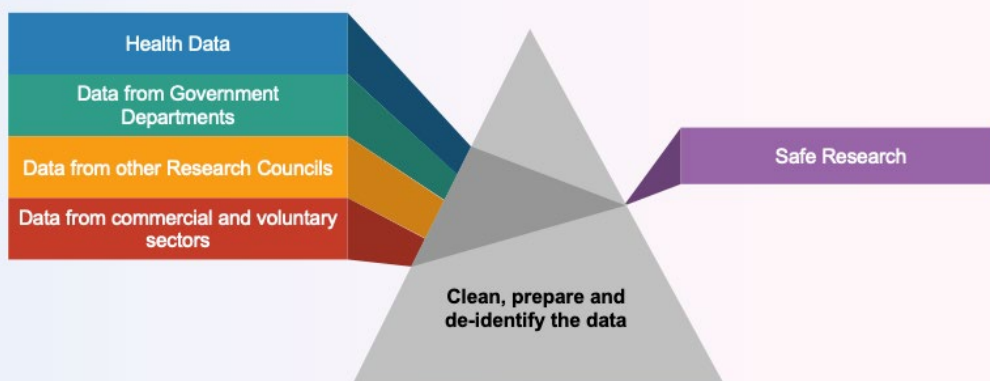 Health Data
Data from Government
Departments
Data from other Research Councils
Data from commercial and voluntary
sectors
Safe Research
Clean, prepare and
de-identify the data